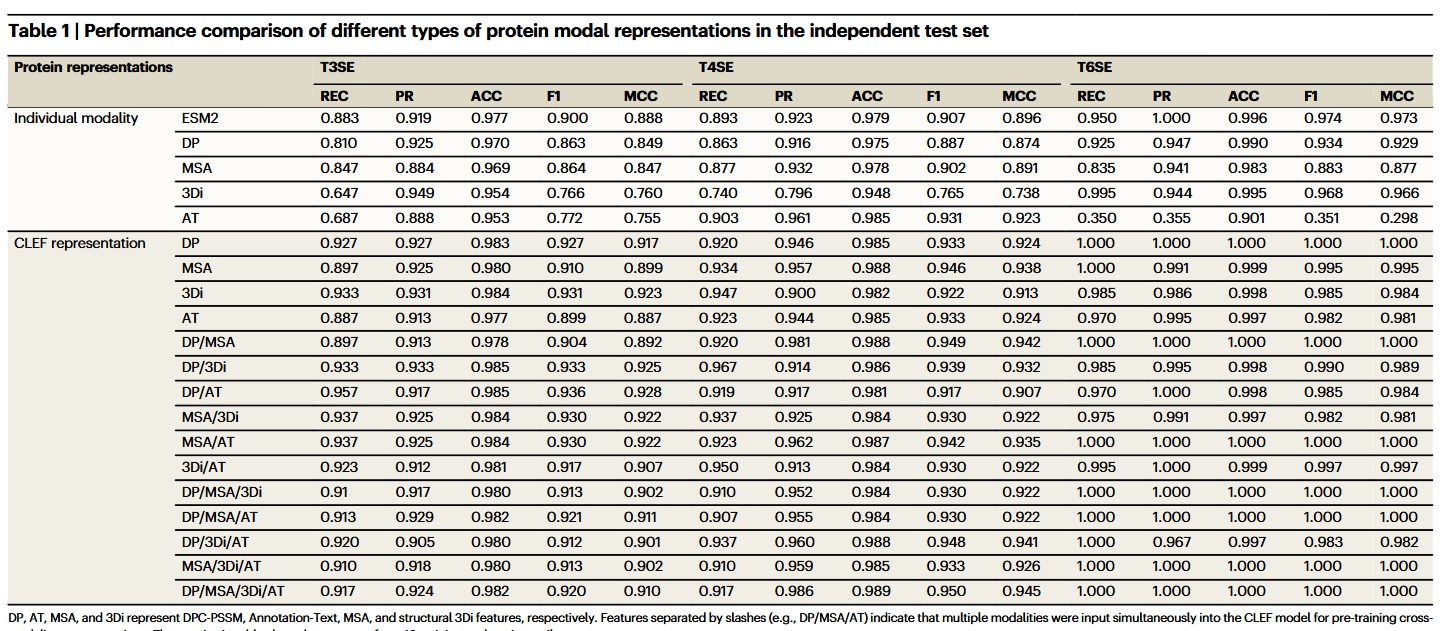 Table 1 | Performance comparison of different types of protein modal representations in the independent test set
Protein representations T3SE T4SE T6SE
REC PR ACC F1 MCC REC PR ACC F1 MCC REC PR ACC F1 MCC
Individual modality ESM2 0.883 0.919 0.977 0.900 0.888 0.893 0.923 0.979 0.907 0.896 0.950 1.000 0.996 0.974 0.973
DP 0.810 0.925 0.970 0.863 0.849 0.863 0.916 0.975 0.887 0.874 0.925 0.947 0.990 0.934 0.929
MSA 0.847 0.884 0.969 0.864 0.847 0.877 0.932 0.978 0.902 0.891 0.835 0.941 0.983 0.883 0.877
3Di 0.647 0.949 0.954 0.766 0.760 0.740 0.796 0.948 0.765 0.738 0.995 0.944 0.995 0.968 0.966
AT 0.687 0.888 0.953 0.772 0.755 0.903 0.961 0.985 0.931 0.923 0.350 0.355 0.901 0.351 0.298
CLEF representation DP 0.927 0.927 0.983 0.927 0.917 0.920 0.946 0.985 0.933 0.924 1.000 1.000 1.000 1.000 1.000
MSA 0.897 0.925 0.980 0.910 0.899 0.934 0.957 0.988 0.946 0.938 1.000 0.991 0.999 0.995 0.995
3Di 0.933 0.931 0.984 0.931 0.923 0.947 0.900 0.982 0.922 0.913 0.985 0.986 0.998 0.985 0.984
AT 0.887 0.913 0.977 0.899 0.887 0.923 0.944 0.985 0.933 0.924 0.970 0.995 0.997 0.982 0.981
DP/MSA 0.897 0.913 0.978 0.904 0.892 0.920 0.981 0.988 0.949 0.942 1.000 1.000 1.000 1.000 1.000
DP/3Di 0.933 0.933 0.985 0.933 0.925 0.967 0.914 0.986 0.939 0.932 0.985 0.995 0.998 0.990 0.989
DP/AT 0.957 0.917 0.985 0.936 0.928 0.919 0.917 0.981 0.917 0.907 0.970 1.000 0.998 0.985 0.984
MSA/3Di 0.937 0.925 0.984 0.930 0.922 0.937 0.925 0.984 0.930 0.922 0.975 0.991 0.997 0.982 0.981
MSA/AT 0.937 0.925 0.984 0.930 0.922 0.923 0.962 0.987 0.942 0.935 1.000 1.000 1.000 1.000 1.000
3Di/AT 0.923 0.912 0.981 0.917 0.907 0.950 0.913 0.984 0.930 0.922 0.995 1.000 0.999 0.997 0.997
DP/MSA/3Di 0.91 0.917 0.980 0.913 0.902 0.910 0.952 0.984 0.930 0.922 1.000 1.000 1.000 1.000 1.000
DP/MSA/AT 0.913 0.929 0.982 0.921 0.911 0.907 0.955 0.984 0.930 0.922 1.000 1.000 1.000 1.000 1.000
DP/3Di/AT 0.920 0.905 0.980 0.912 0.901 0.937 0.960 0.988 0.948 0.941 1.000 0.967 0.997 0.983 0.982
MSA/3Di/AT 0.910 0.918 0.980 0.913 0.902 0.910 0.959 0.985 0.933 0.926 1.000 1.000 1.000 1.000 1.000
DP/MSA/3Di/AT 0.917 0.924 0.982 0.920 0.910 0.917 0.986 0.989 0.950 0.945 1.000 1.000 1.000 1.000 1.000
DP, AT, MSA, and 3Di represent DPC-PSSM, Annotation-Text, MSA, and structural 3Di features, respectively. Features separated by slashes (e.g., DP/MSA/AT) indicate that multiple modalities were input simultaneously into the CLEF model for pre-training cross-